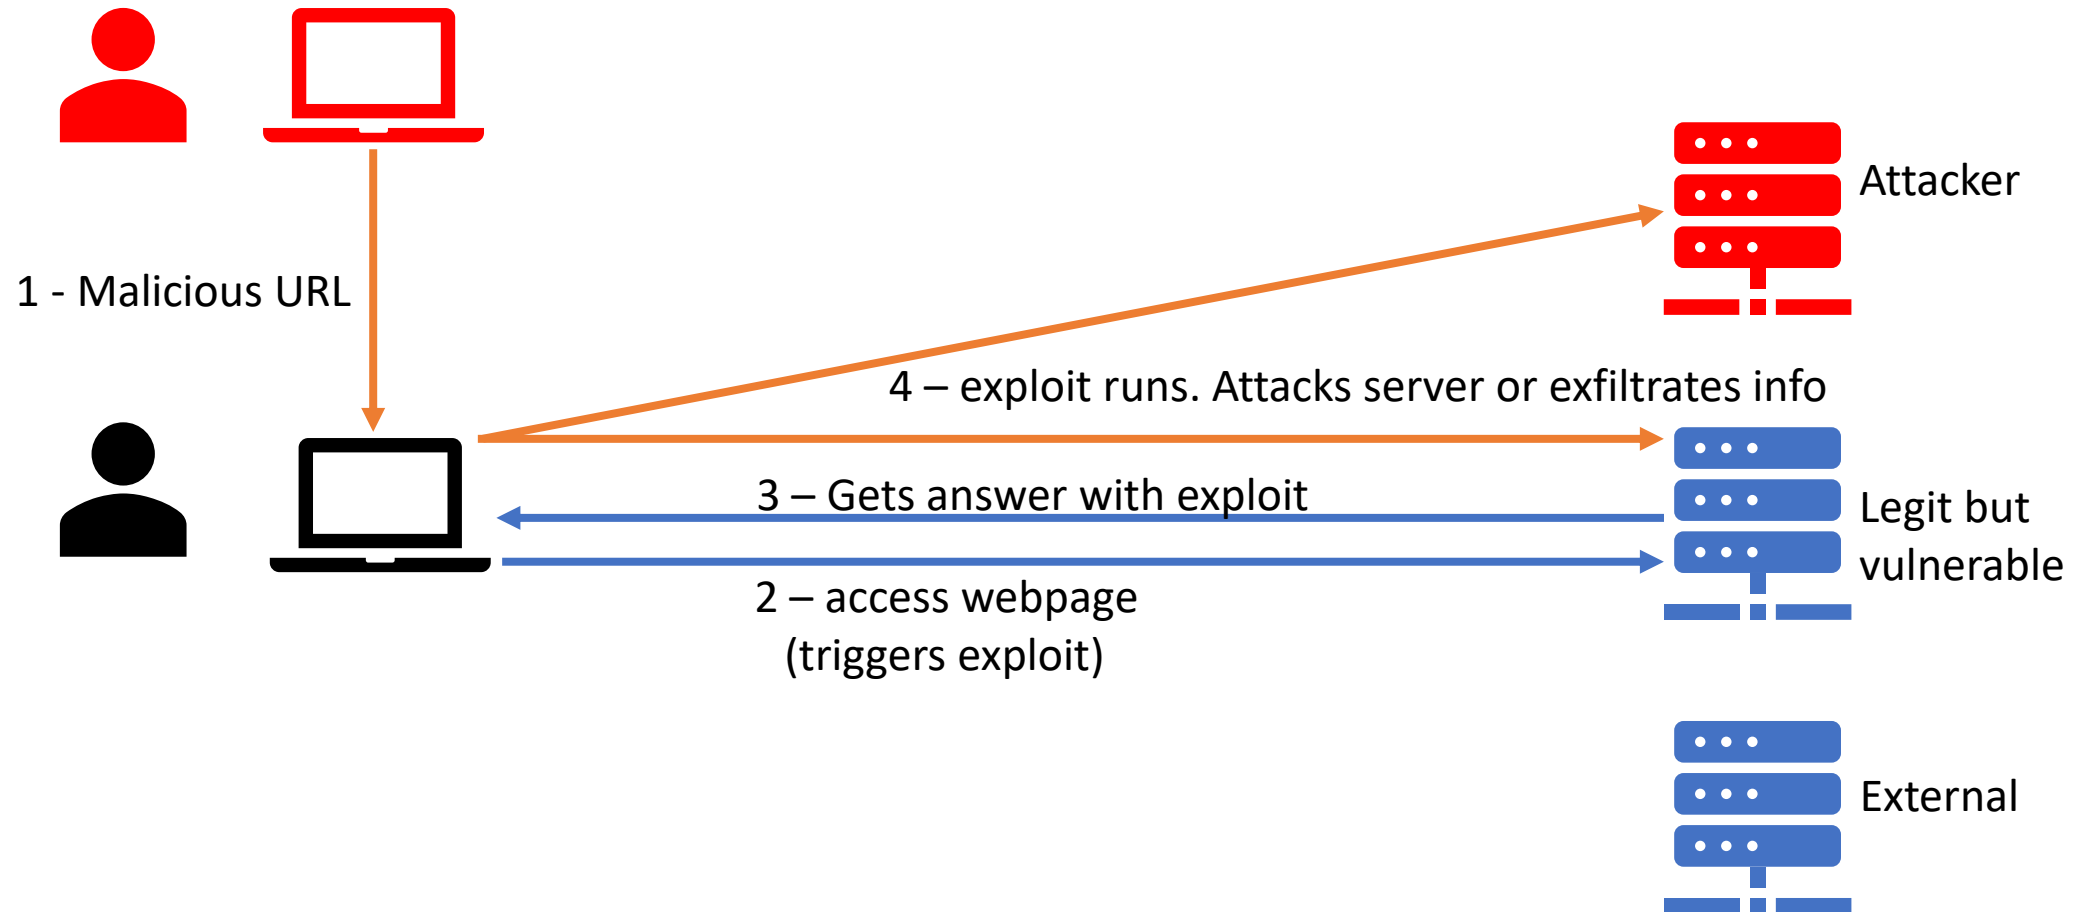 Attacker
1 - Malicious URL
4 – exploit runs. Attacks server or exfiltrates info
3 – Gets answer with exploit
Legit but
vulnerable
2 – access webpage
(triggers exploit)
External